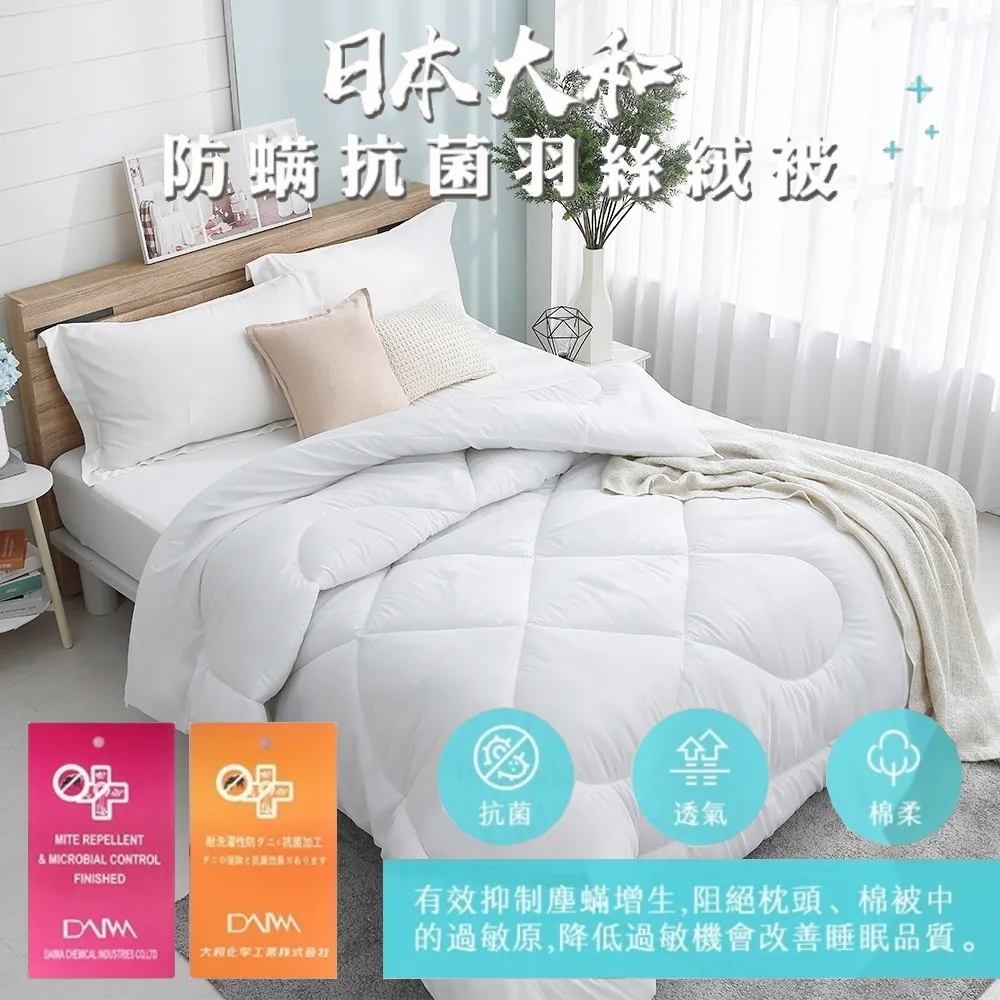 日本大和
防螨抗菌羽絲絨被
MITE REPELLENT
& MICROBIAL CONTROL
FINISHED
DAIWA
DAIWA CHEMICAL INDUSTRIES CO.,LTD
耐洗濯性防ダニ・抗菌加工
ダニの駆除と抗菌効果があります
DAIWA
大和化学工業株式会社
抗菌
透氣
棉柔
有效抑制塵蟎增生,阻絕枕頭、棉被中
的過敏原,降低過敏機會改善睡眠品質。